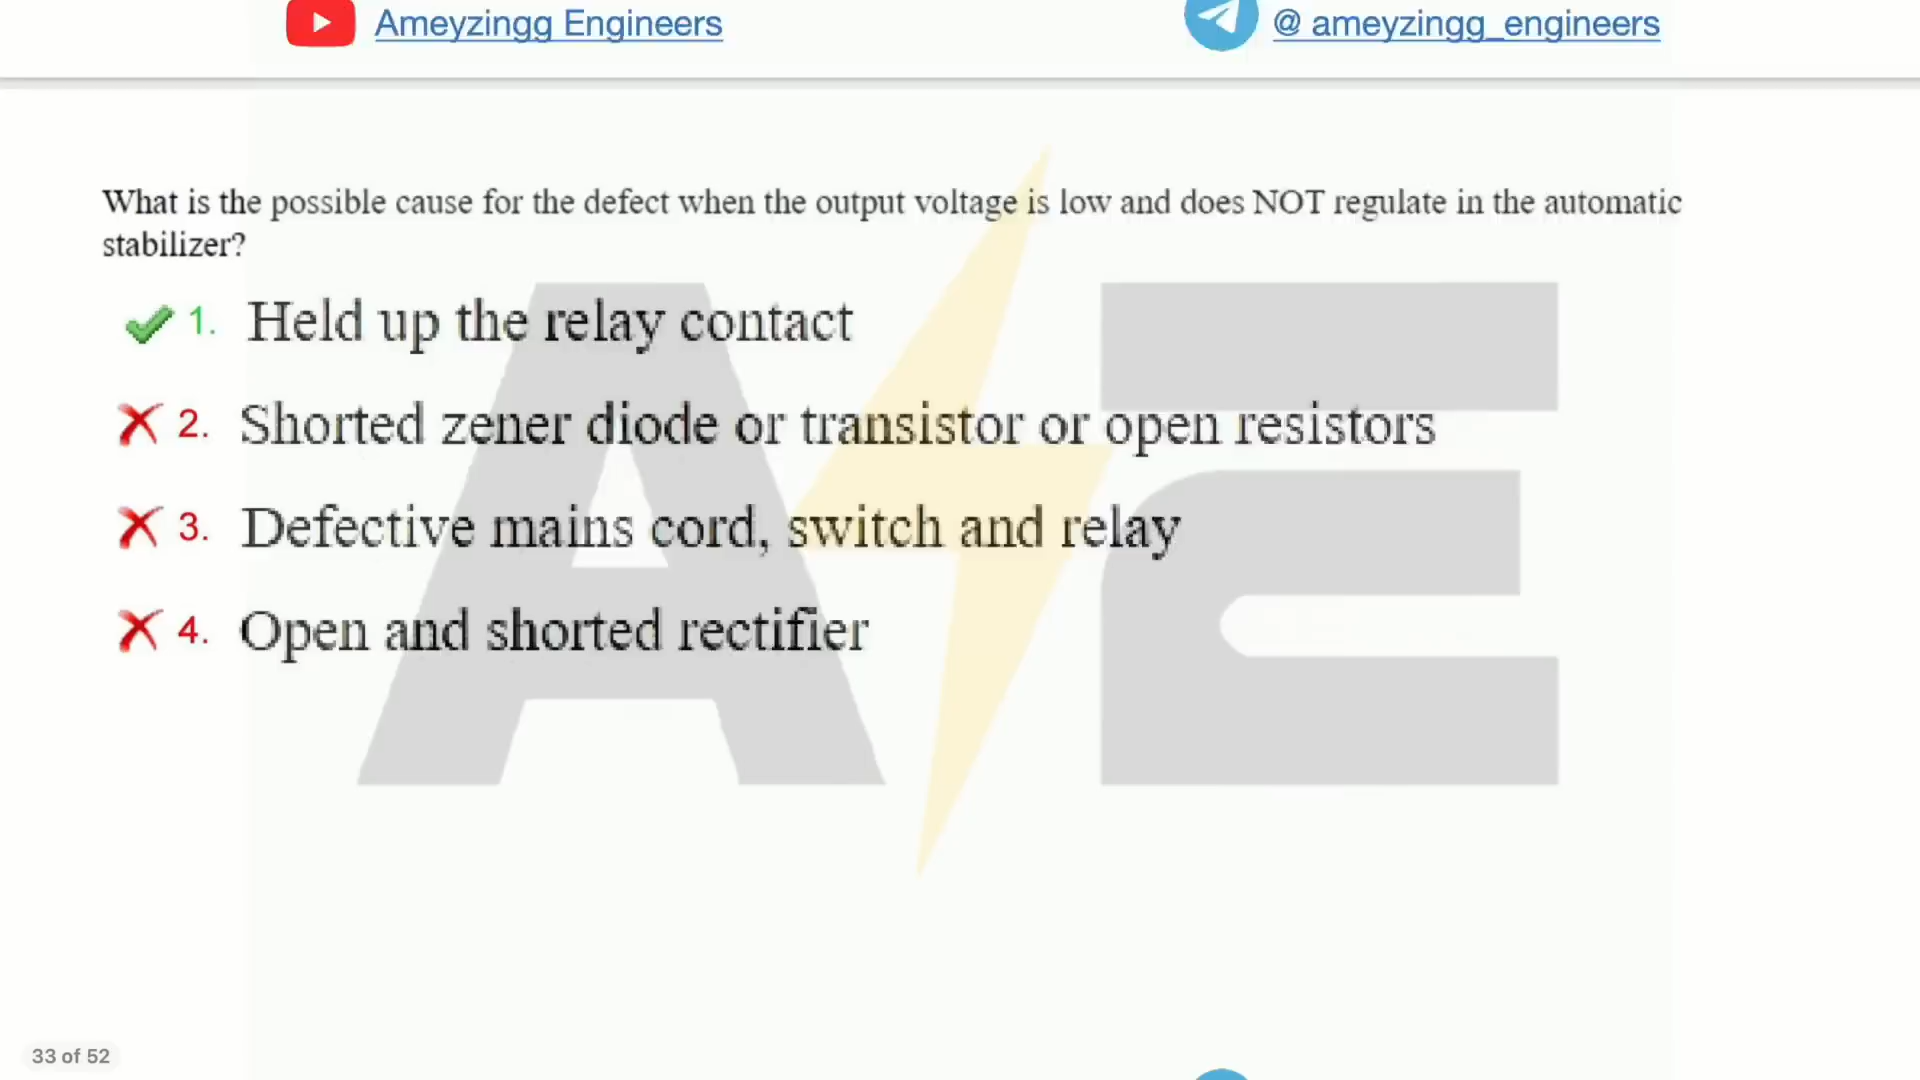 Ameyzingg Engineers
@ ameyzingg_engineers
What is the possible cause for the defect when the output voltage is low and does NOT regulate in the automatic
stabilizer?
1. Held up the relay contact
2. Shorted zener diode or transistor or open resistors
3. Defective mains cord, switch and relay
4. Open and shorted rectifier
AE
33 of 52